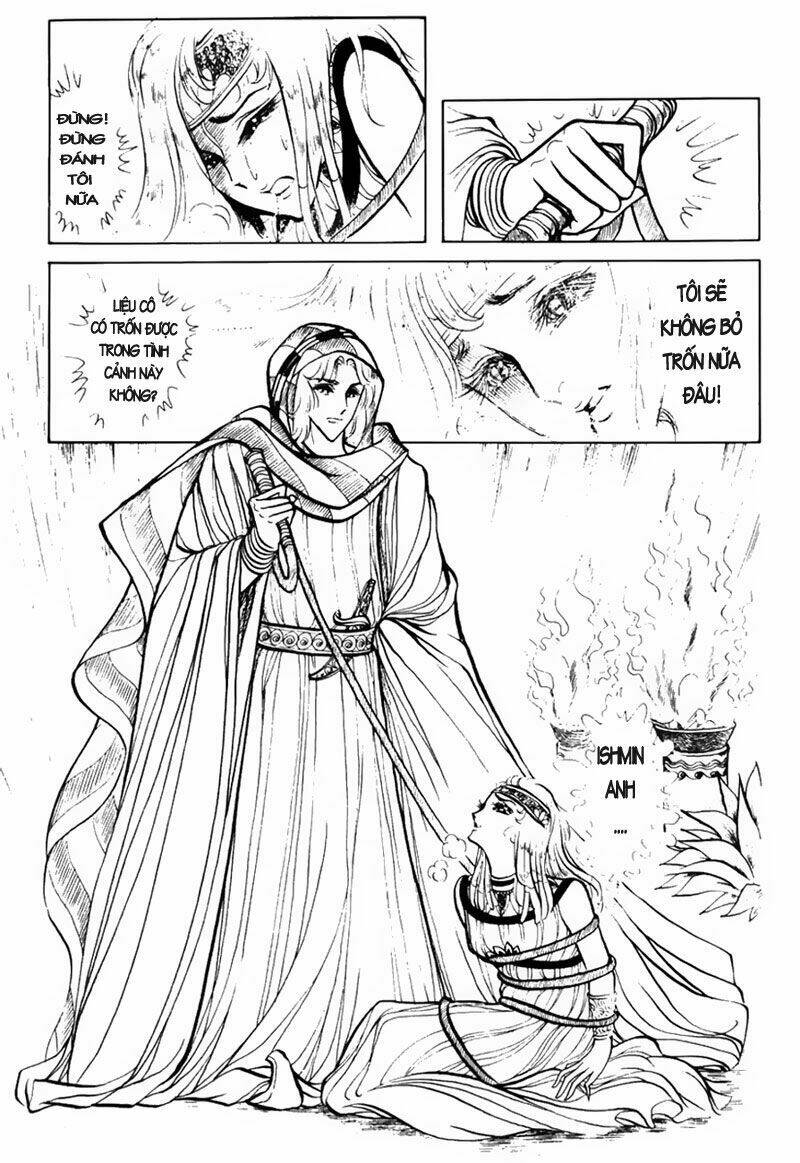 ĐỪNG!
ĐỪNG
ĐÁNH
TÔI
NỮA
LIỆU CÔ
CÓ TRỐN ĐƯỢC
TRONG TÌNH
CẢNH NÀY
KHÔNG?
TÔI SẼ
KHÔNG BỎ
TRỐN NỮA
ĐÂU!
ISHMIN
ANH
....